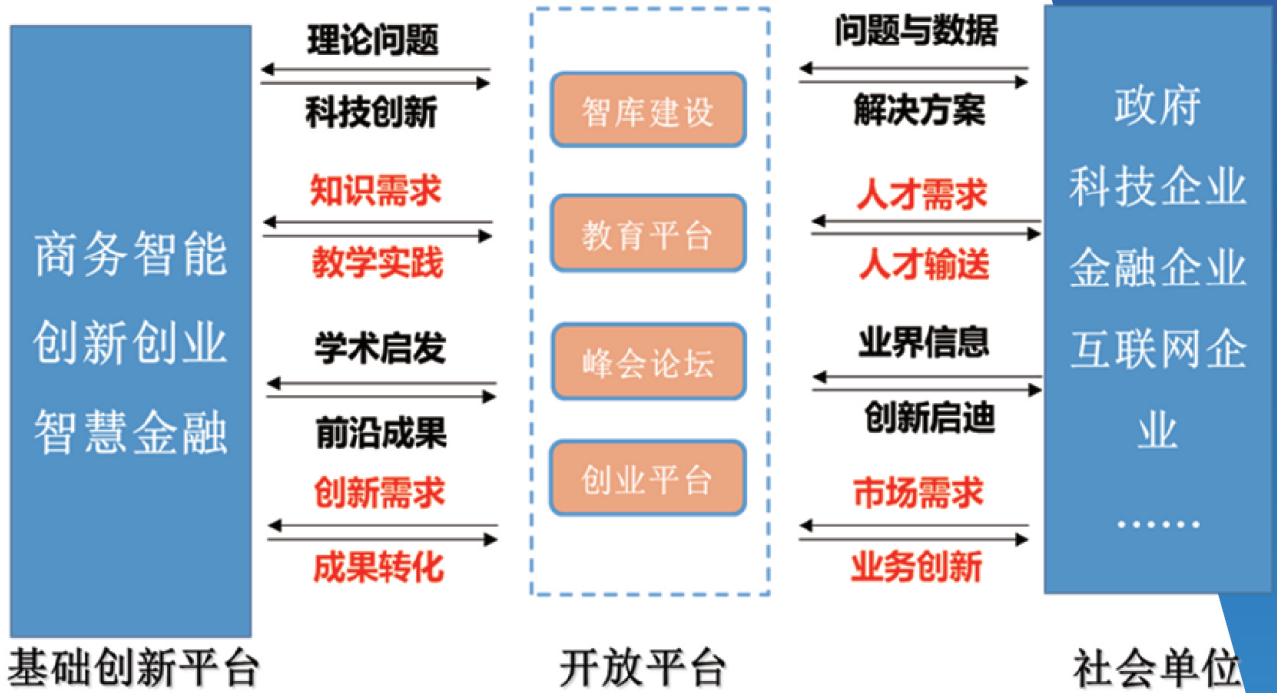 理论问题
科技创新
知识需求
教学实践
学术启发
前沿成果
创新需求
成果转化
商务智能
创新创业
智慧金融
基础创新平台
智库建设
教育平台
峰会论坛
创业平台
开放平台
问题与数据
解决方案
人才需求
人才输送
业界信息
创新启迪
市场需求
业务创新
政府
科技企业
金融企业
互联网企
业
······
社会单位